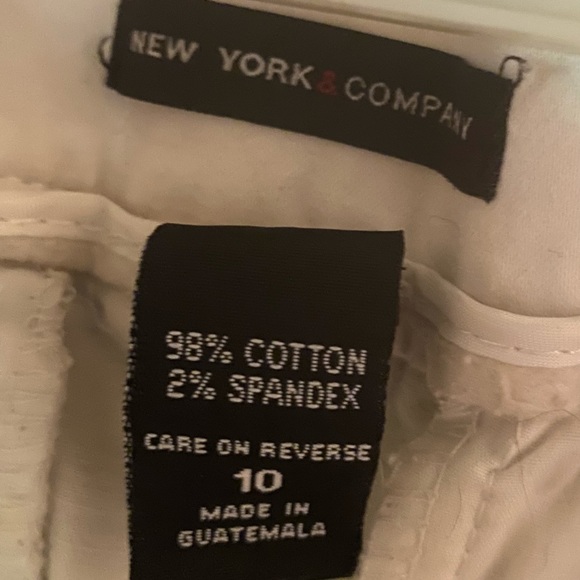 NEW YORK & COMPANY
98% COTTON
2% SPANDEX
CARE ON REVERSE
10
MADE IN
GUATEMALA